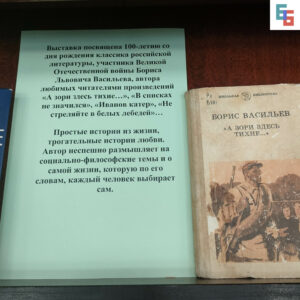 Выставка посвящена 100-летию со
дня рождения классика российской
литературы, участника Великой
Отечественной войны Бориса
Львовича Васильева, автора
любимых читателями произведений
«А зори здесь тихие…», «В списках
не значился», «Иванов катер», «Не
стреляйте в белых лебедей»…
Простые истории из жизни,
трогательные истории любви.
Автор неспешно размышляет на
социально-философские темы и о
самой жизни, которую по его
словам, каждый человек выбирает
сам.
ШКОЛЬНАЯ БИБЛИОТЕКА
БОРИС ВАСИЛЬЕВ
«А ЗОРИ ЗДЕСЬ
ТИХИЕ...»